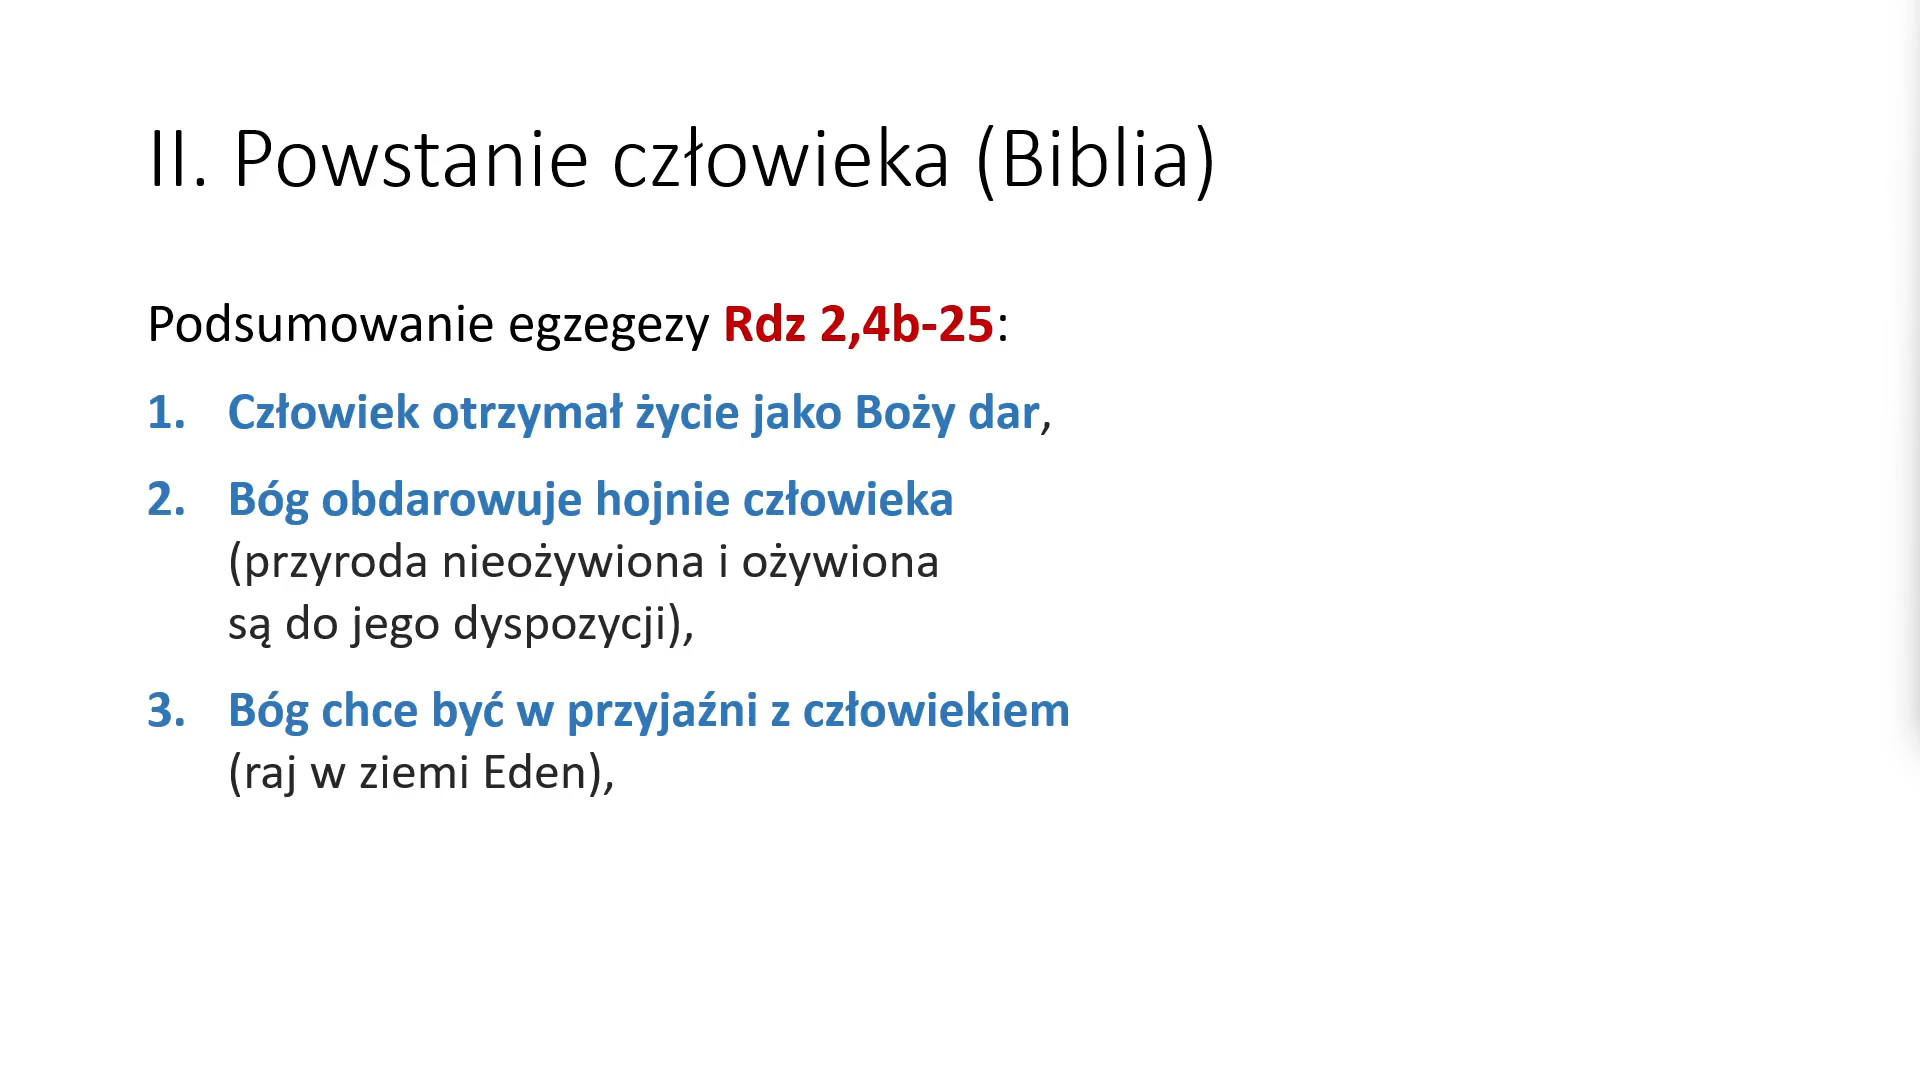 II. Powstanie człowieka (Biblia)
Podsumowanie egzegezy Rdz 2,4b-25:
1. Człowiek otrzymał życie jako Boży dar,
2. Bóg obdarowuje hojnie człowieka
(przyroda nieożywiona i ożywiona
są do jego dyspozycji),
3. Bóg chce być w przyjaźni z człowiekiem
(raj w ziemi Eden),